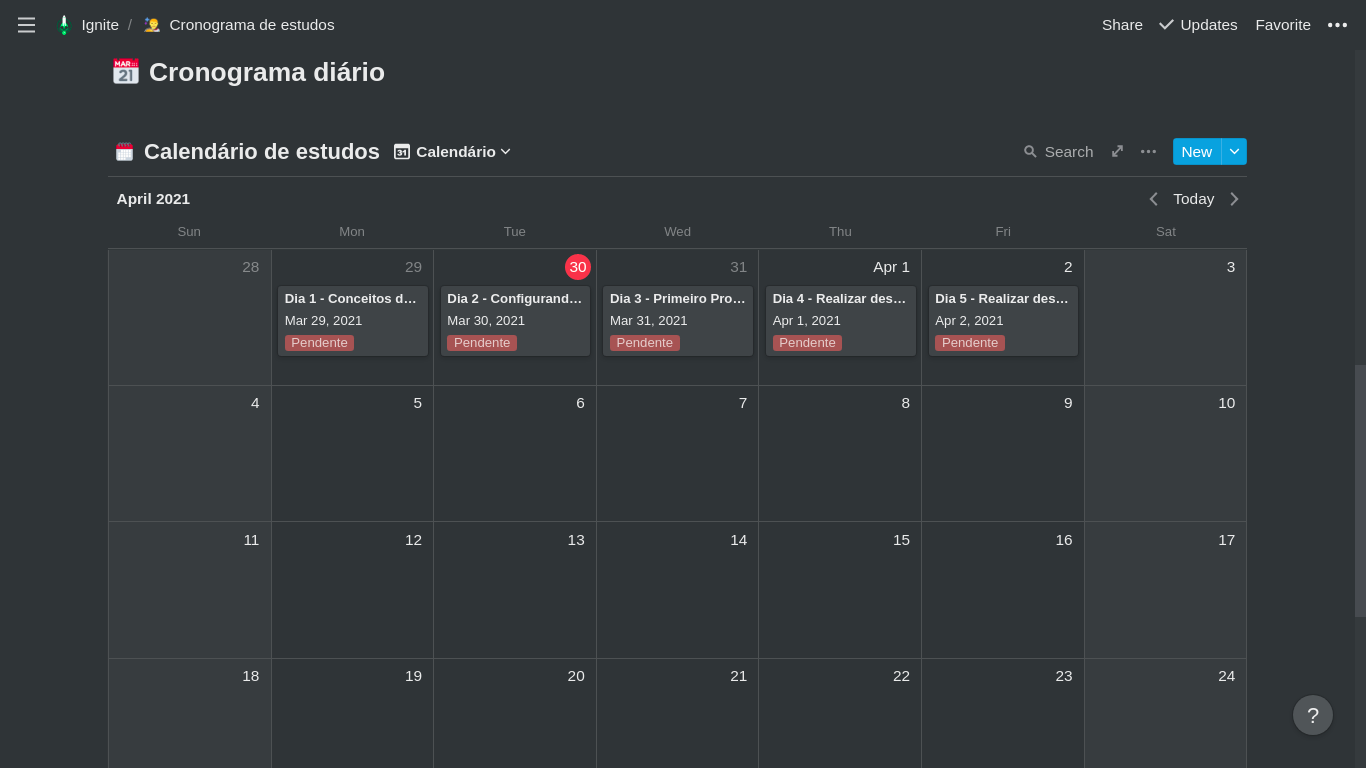 Ignite / Cronograma de estudos Share Updates Favorite
Cronograma diário
Calendário de estudos Calendário Search New
April 2021 Today
Sun Mon Tue Wed Thu Fri Sat
28 29 30 31 Apr 1 2 3
Dia 1 - Conceitos d… Dia 2 - Configurand… Dia 3 - Primeiro Pro… Dia 4 - Realizar des… Dia 5 - Realizar des…
Mar 29, 2021 Mar 30, 2021 Mar 31, 2021 Apr 1, 2021 Apr 2, 2021
Pendente Pendente Pendente Pendente Pendente
4 5 6 7 8 9 10
11 12 13 14 15 16 17
18 19 20 21 22 23 24
?